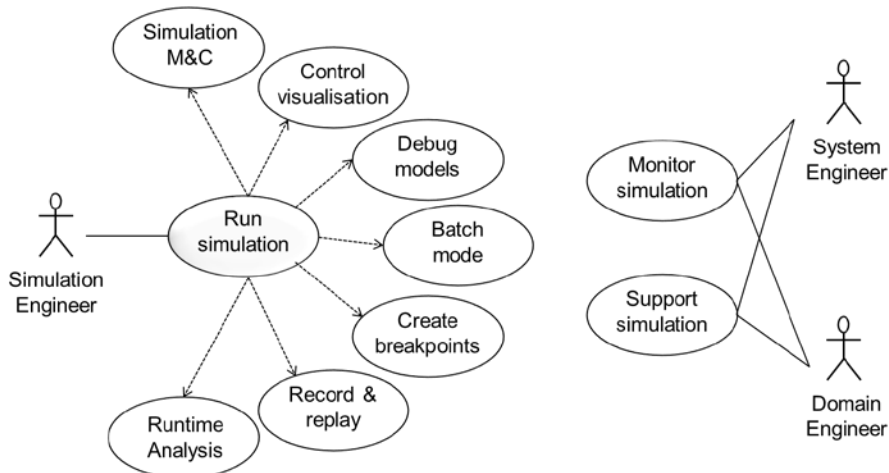 Simulation
M&C
Control
visualisation
Debug
models
Run
simulation
Batch
mode
Create
breakpoints
Record &
replay
Runtime
Analysis
Simulation
Engineer
Monitor
simulation
Support
simulation
System
Engineer
Domain
Engineer